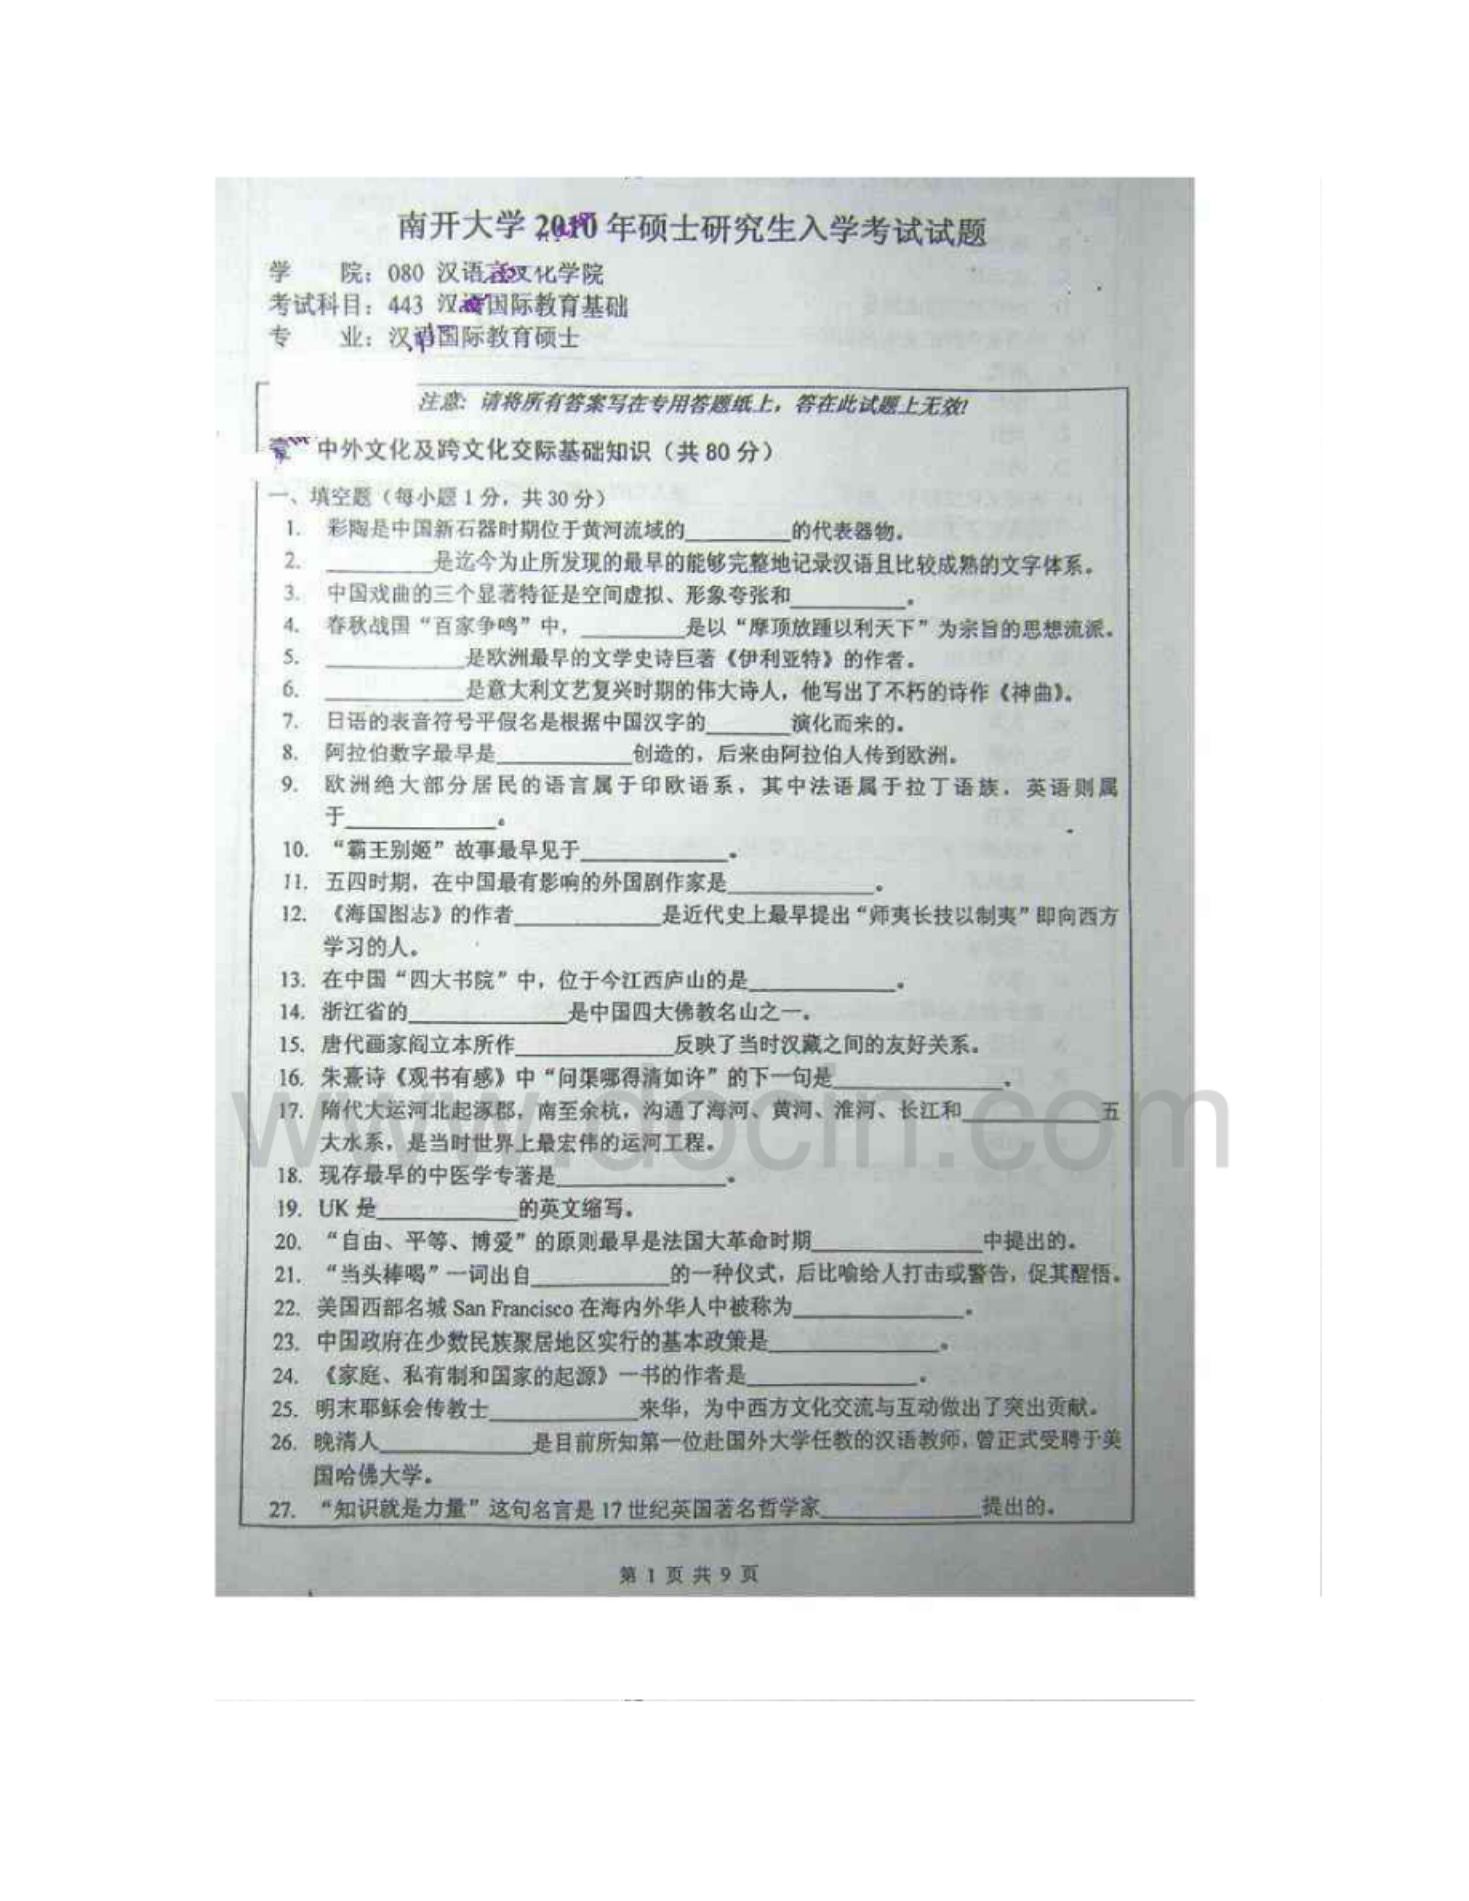 南开大学 2010 年硕士研究生入学考试试题
学 院：080 汉语言文化学院
考试科目：443 汉语国际教育基础
专 业：汉语国际教育硕士
注意：请将所有答案写在专用答题纸上，答在此试题上无效!
中外文化及跨文化交际基础知识（共 80 分）
一、填空题（每小题 1 分，共 30 分）
1. 彩陶是中国新石器时期位于黄河流域的_________的代表器物。
2. _________是迄今为止所发现的最早的能够完整地记录汉语且比较成熟的文字体系。
3. 中国戏曲的三个显著特征是空间虚拟、形象夸张和_________。
4. 春秋战国“百家争鸣”中，_________是以“摩顶放踵以利天下”为宗旨的思想流派。
5. _________是欧洲最早的文学史诗巨著《伊利亚特》的作者。
6. _________是意大利文艺复兴时期的伟大诗人，他写出了不朽的诗作《神曲》。
7. 日语的表音符号平假名是根据中国汉字的_________演化而来的。
8. 阿拉伯数字最早是_________创造的，后来由阿拉伯人传到欧洲。
9. 欧洲绝大部分居民的语言属于印欧语系，其中法语属于拉丁语族，英语则属
于_________。
10. “霸王别姬”故事最早见于_________。
11. 五四时期，在中国最有影响的外国剧作家是_________。
12. 《海国图志》的作者_________是近代史上最早提出“师夷长技以制夷”即向西方
学习的人。
13. 在中国“四大书院”中，位于今江西庐山的是_________。
14. 浙江省的_________是中国四大佛教名山之一。
15. 唐代画家阎立本所作_________反映了当时汉藏之间的友好关系。
16. 朱熹诗《观书有感》中“问渠哪得清如许”的下一句是_________。
17. 隋代大运河北起涿郡，南至余杭，沟通了海河、黄河、淮河、长江和_________五
大水系，是当时世界上最宏伟的运河工程。
www.docin.com
18. 现存最早的中医学专著是_________。
19. UK 是_________的英文缩写。
20. “自由、平等、博爱”的原则最早是法国大革命时期_________中提出的。
21. “当头棒喝”一词出自_________的一种仪式，后比喻给人打击或警告，促其醒悟。
22. 美国西部名城 San Francisco 在海内外华人中被称为_________。
23. 中国政府在少数民族聚居地区实行的基本政策是_________。
24. 《家庭、私有制和国家的起源》一书的作者是_________。
25. 明末耶稣会传教士_________来华，为中西方文化交流与互动做出了突出贡献。
26. 晚清人_________是目前所知第一位赴国外大学任教的汉语教师，曾正式受聘于美
国哈佛大学。
27. “知识就是力量”这句名言是 17 世纪英国著名哲学家_________提出的。
第 1 页 共 9 页